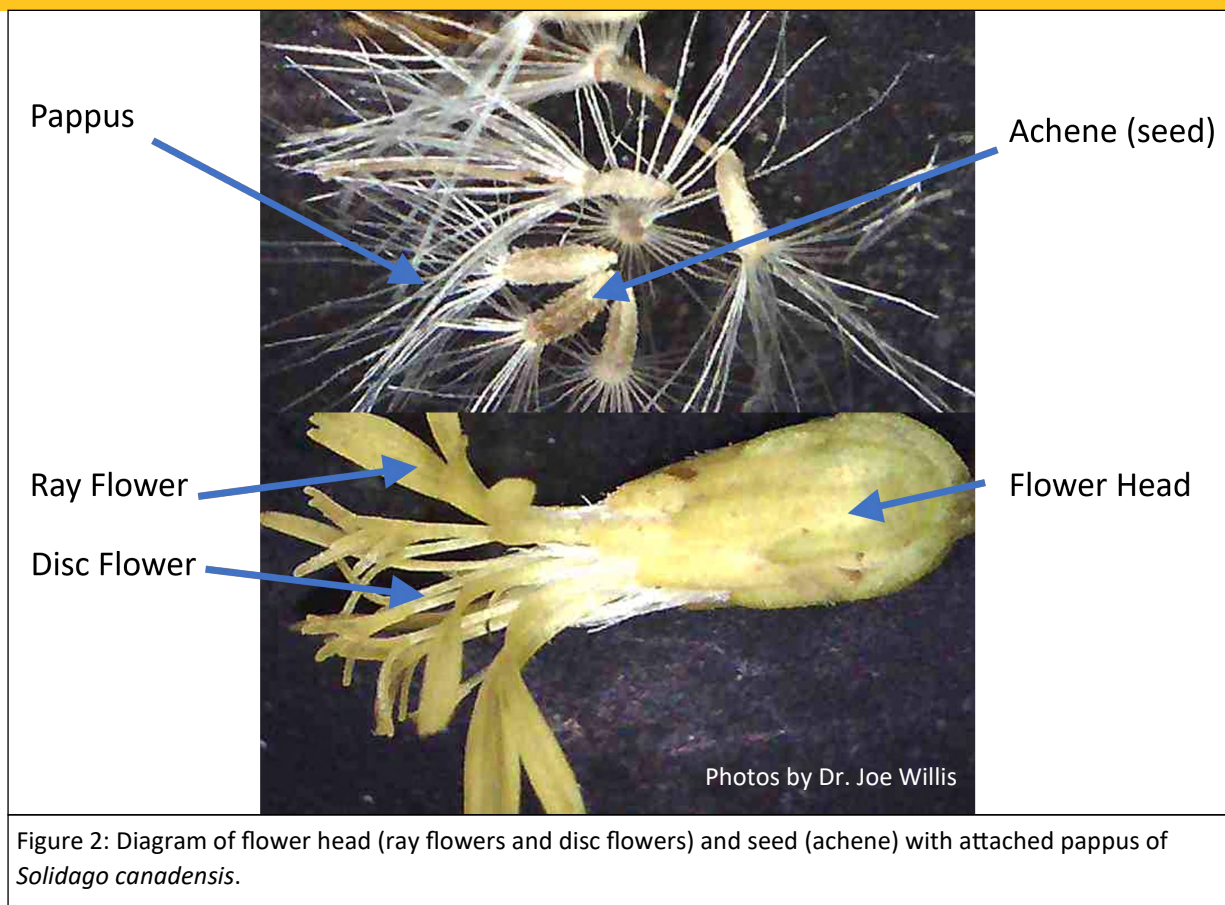 Pappus
Achene (seed)
Ray Flower
Flower Head
Disc Flower
Photos by Dr. Joe Willis
Figure 2: Diagram of flower head (ray flowers and disc flowers) and seed (achene) with attached pappus of
Solidago canadensis.